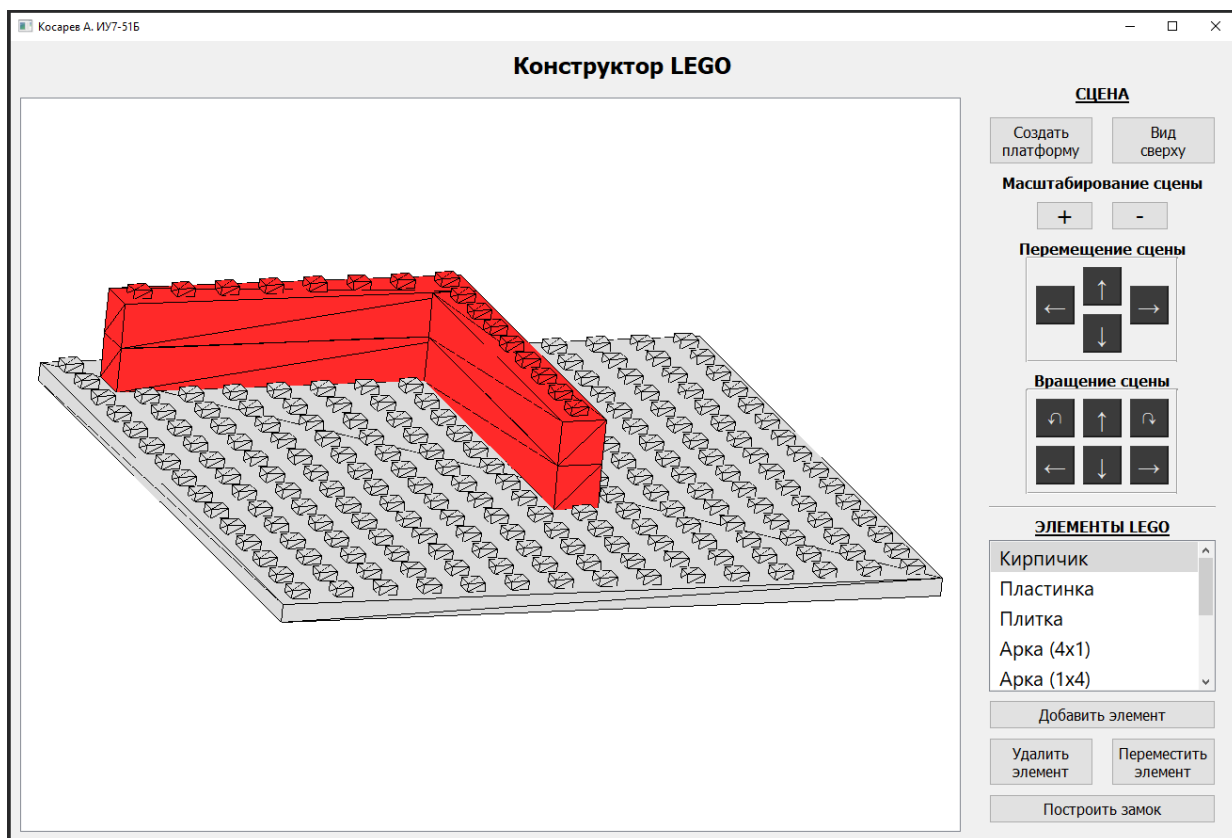 Косарев А. ИУ7-51Б
Конструктор LEGO
СЦЕНА
Создать
платформу
Вид
сверху
Масштабирование сцены
+
-
Перемещение сцены
↑
← →
↓
Вращение сцены
↑
← ↓ →
ЭЛЕМЕНТЫ LEGO
Кирпичик
Пластинка
Плитка
Арка (4x1)
Арка (1x4)
Добавить элемент
Удалить
элемент
Переместить
элемент
Построить замок